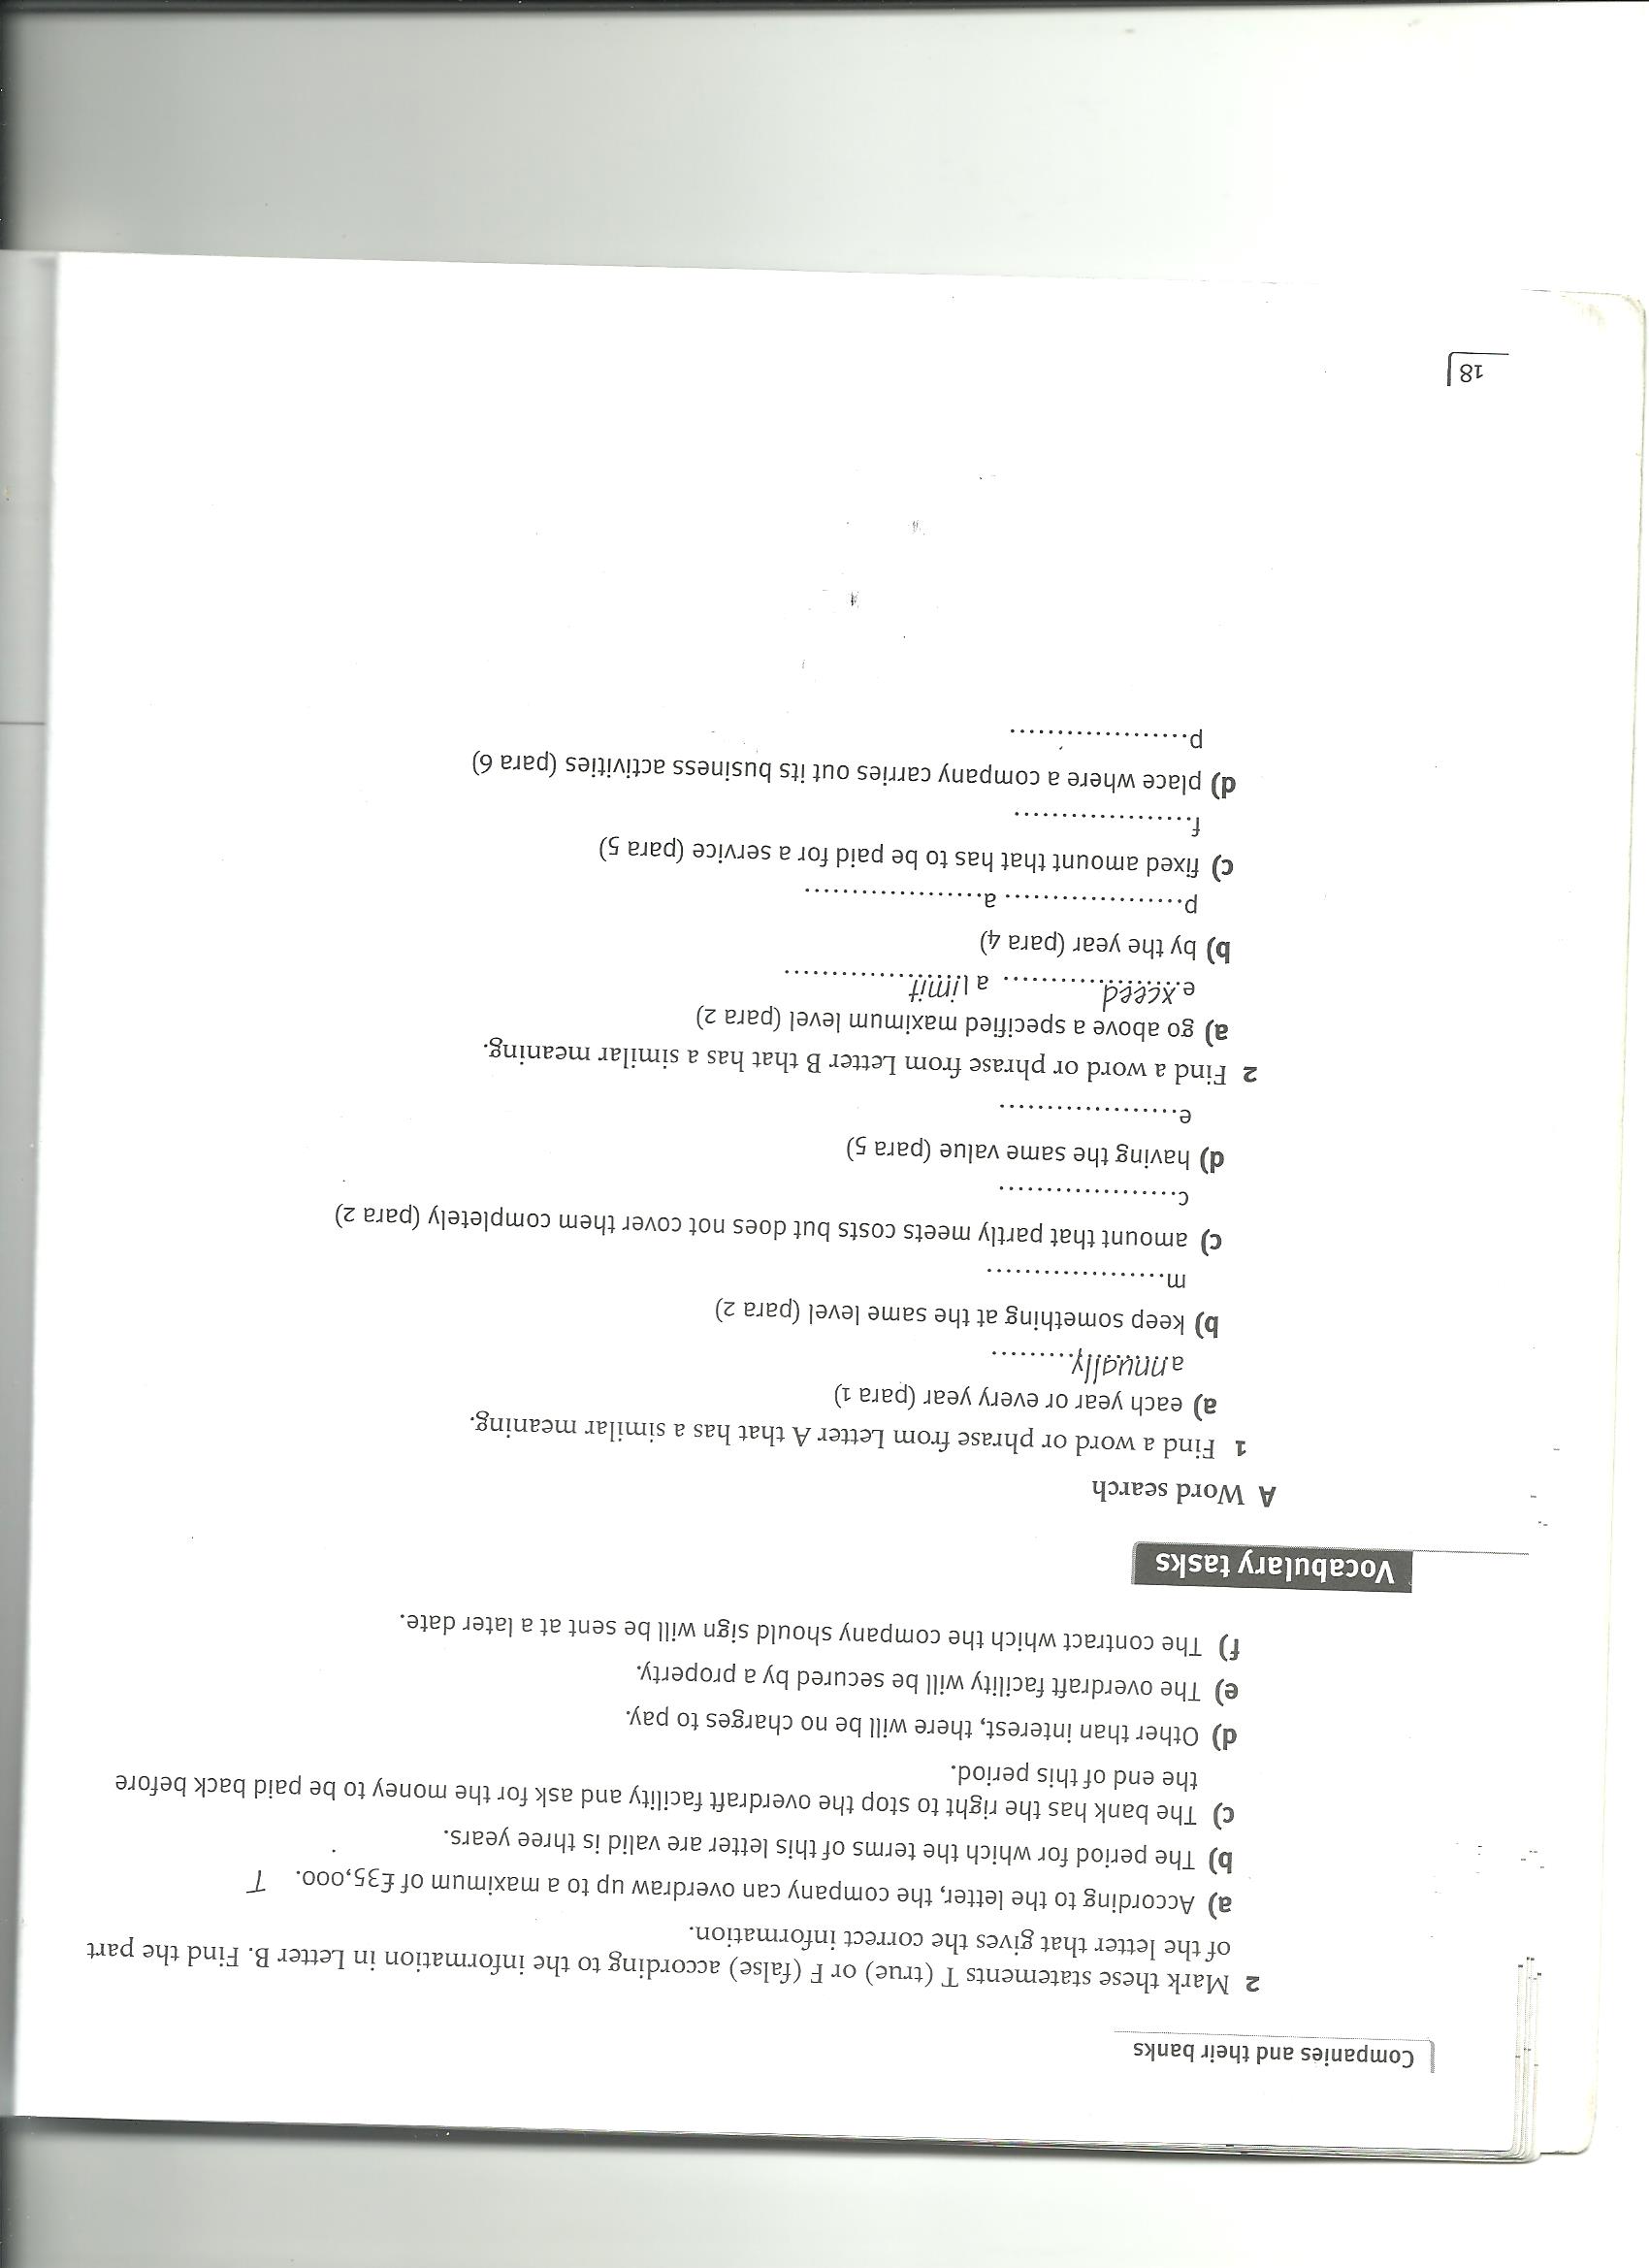 Companies and their banks
2 Mark these statements T (true) or F (false) according to the information in Letter B. Find the part
of the letter that gives the correct information.
a) According to the letter, the company can overdraw up to a maximum of £35,000. T
b) The period for which the terms of this letter are valid is three years.
c) The bank has the right to stop the overdraft facility and ask for the money to be paid back before
the end of this period.
d) Other than interest, there will be no charges to pay.
e) The overdraft facility will be secured by a property.
f) The contract which the company should sign will be sent at a later date.
Vocabulary tasks
A Word search
1 Find a word or phrase from Letter A that has a similar meaning.
a) each year or every year (para 1)
annually.........
b) keep something at the same level (para 2)
m...................
c) amount that partly meets costs but does not cover them completely (para 2)
c...................
d) having the same value (para 5)
e...................
2 Find a word or phrase from Letter B that has a similar meaning.
a) go above a specified maximum level (para 2)
exceed........... a limit.............
b) by the year (para 4)
p................... a...................
c) fixed amount that has to be paid for a service (para 5)
f...................
d) place where a company carries out its business activities (para 6)
p...................
18